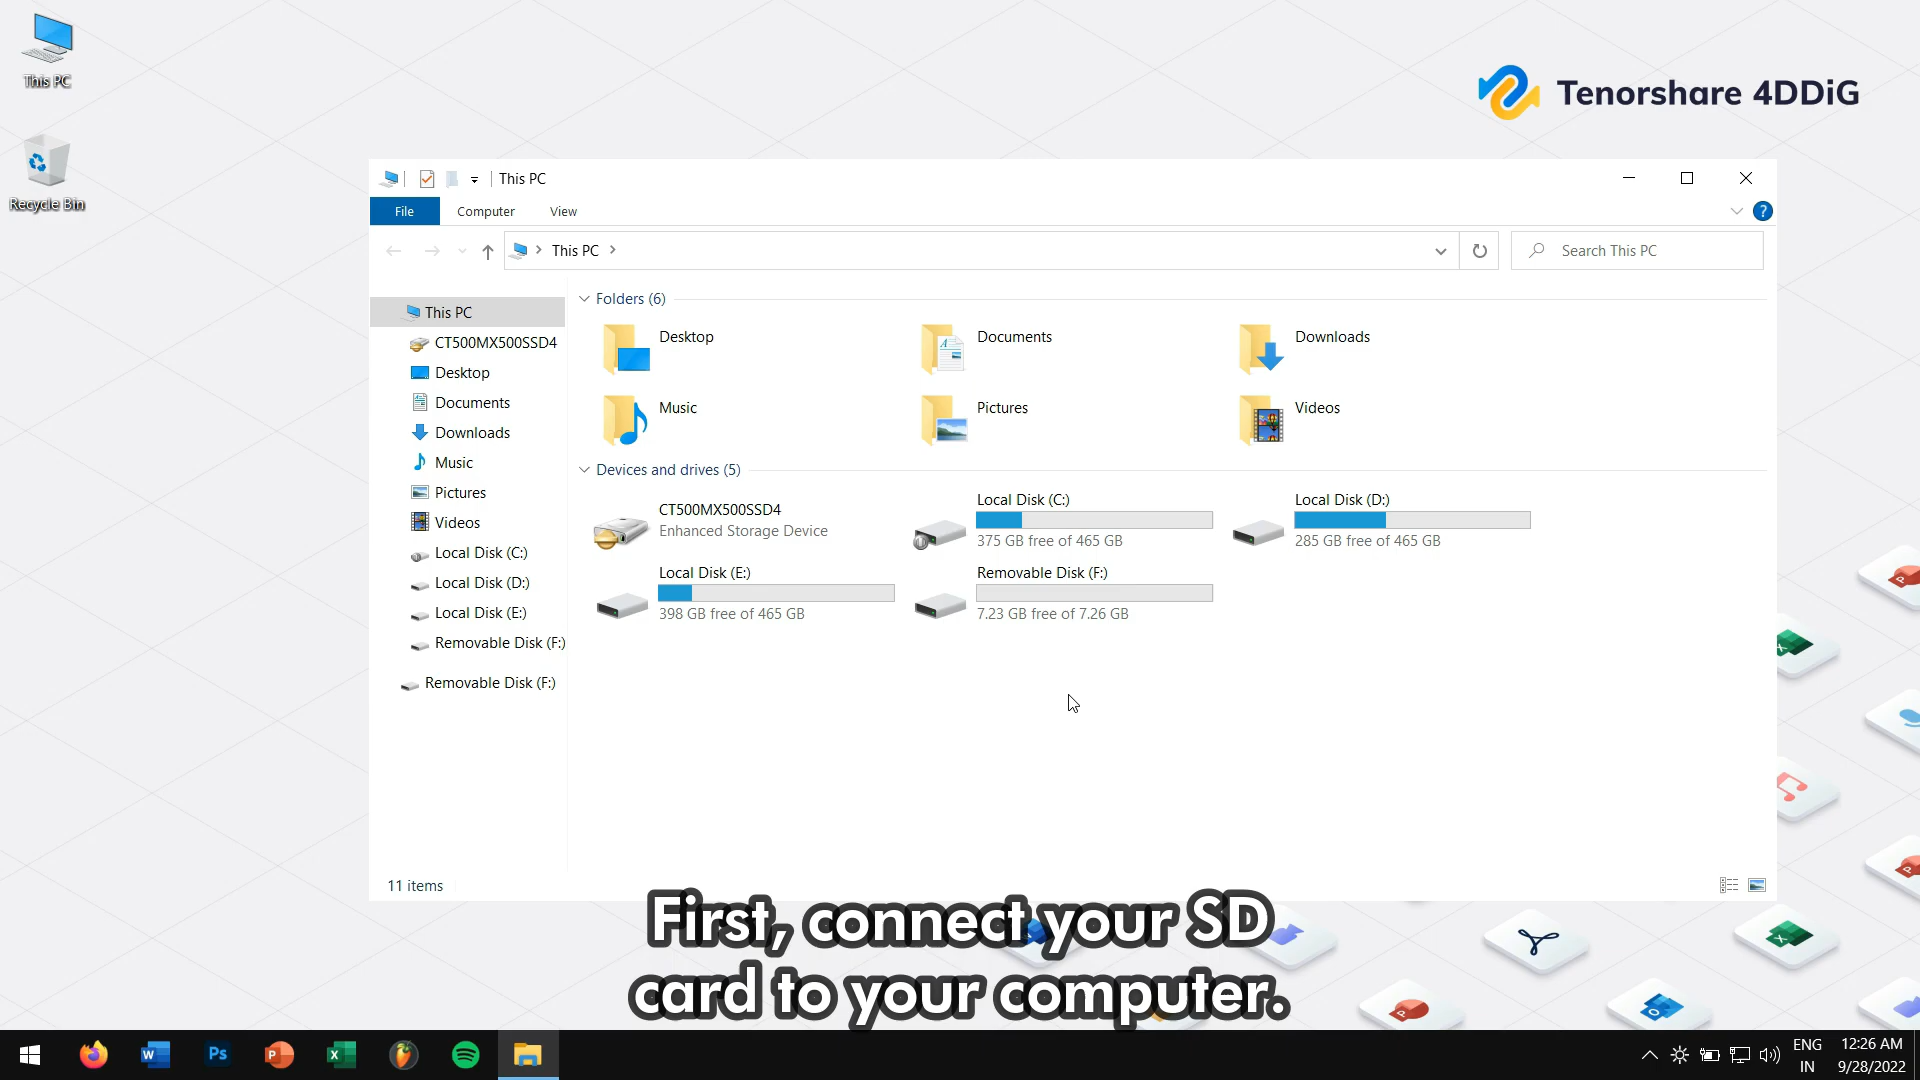 This PC
Recycle Bin
Tenorshare 4DDiG
This PC
File
Computer
View
?
This PC
Search This PC
This PC
CT500MX500SSD4
Desktop
Documents
Downloads
Music
Pictures
Videos
Local Disk (C:)
Local Disk (D:)
Local Disk (E:)
Removable Disk (F:)
Removable Disk (F:)
Folders (6)
Desktop
Documents
Downloads
Music
Pictures
Videos
Devices and drives (5)
CT500MX500SSD4
Enhanced Storage Device
Local Disk (C:)
375 GB free of 465 GB
Local Disk (D:)
285 GB free of 465 GB
Local Disk (E:)
398 GB free of 465 GB
Removable Disk (F:)
7.23 GB free of 7.26 GB
11 items
First, connect your SD
card to your computer.
ENG
IN
12:26 AM
9/28/2022